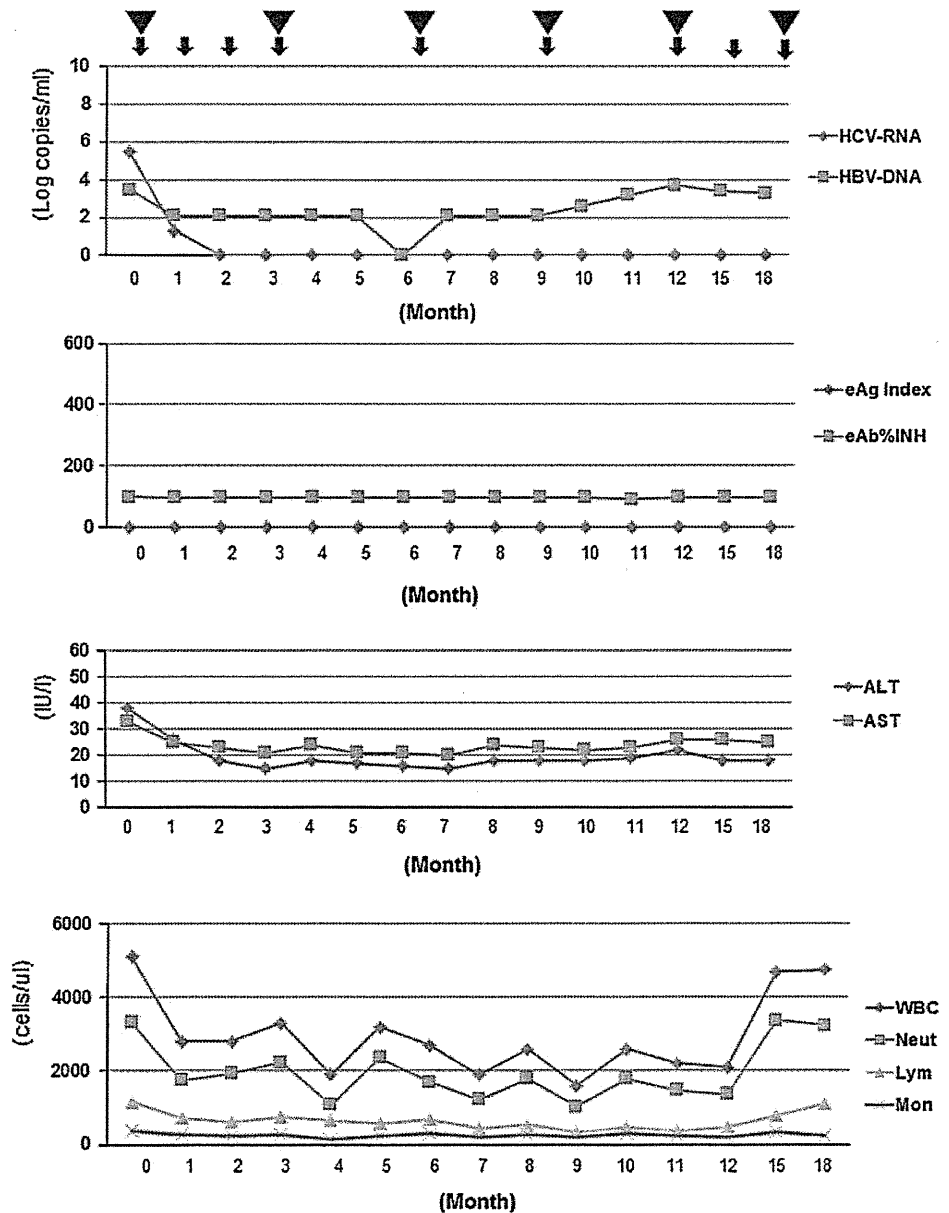 10
8
6
4
2
0
(Log copies/ml)
0 1 2 3 4 5 6 7 8 9 10 11 12 15 18
(Month)
HCV-RNA
HBV-DNA
600
400
200
0
0 1 2 3 4 5 6 7 8 9 10 11 12 15 18
(Month)
eAg Index
eAb%INH
60
50
40
30
20
10
0
(IU/l)
0 1 2 3 4 5 6 7 8 9 10 11 12 15 18
(Month)
ALT
AST
6000
4000
2000
0
(cells/ul)
0 1 2 3 4 5 6 7 8 9 10 11 12 15 18
(Month)
WBC
Neut
Lym
Mon